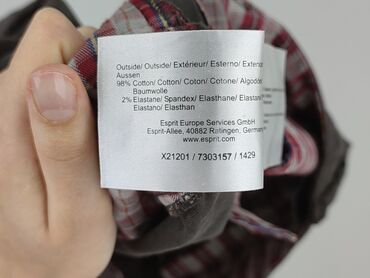 Outside/ Outside/ Extérieur/ Esterno/ Externo/
Aussen
98% Cotton/ Cotton/ Coton/ Cotone/ Algodon/
Baumwolle
2% Elastane/ Spandex/ Elasthane/ Elastan/
Elastano/ Elasthan
Esprit Europe Services GmbH
Esprit-Allee, 40882 Ratingen, Germany
www.esprit.com
X21201 / 7303157 / 1429